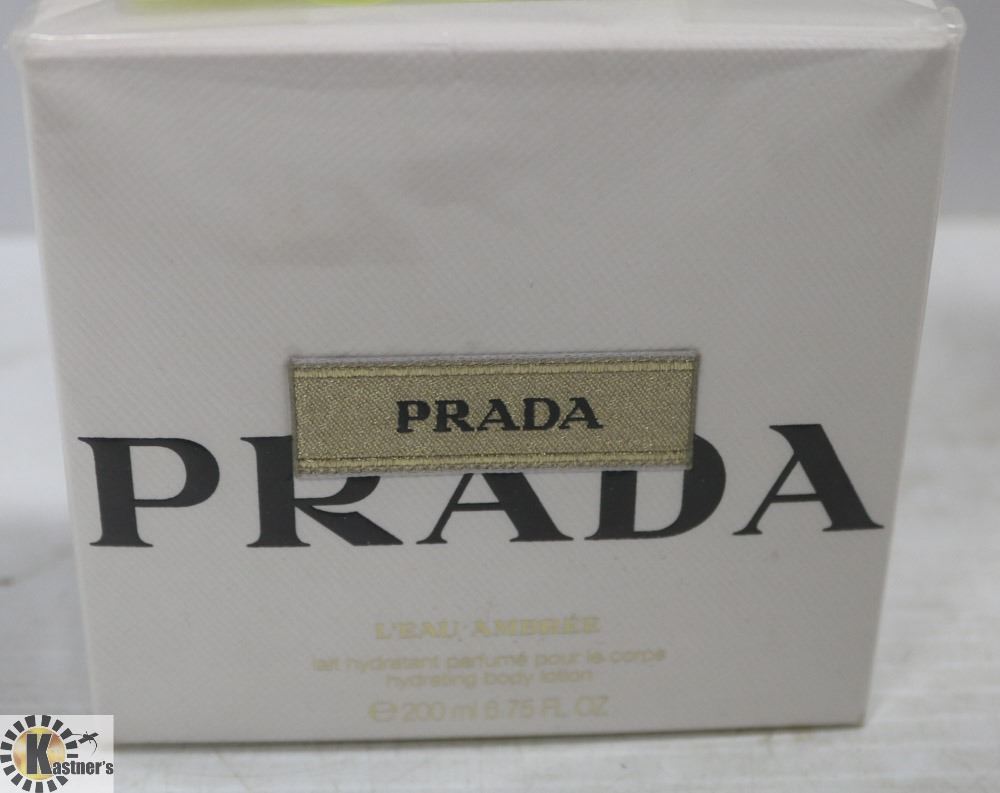 PRADA
PRADA
L'EAU AMBRÉE
lait hydratant parfumé pour le corps
hydrating body lotion
℮ 200 ml 6.75 FL. OZ
Kastner's